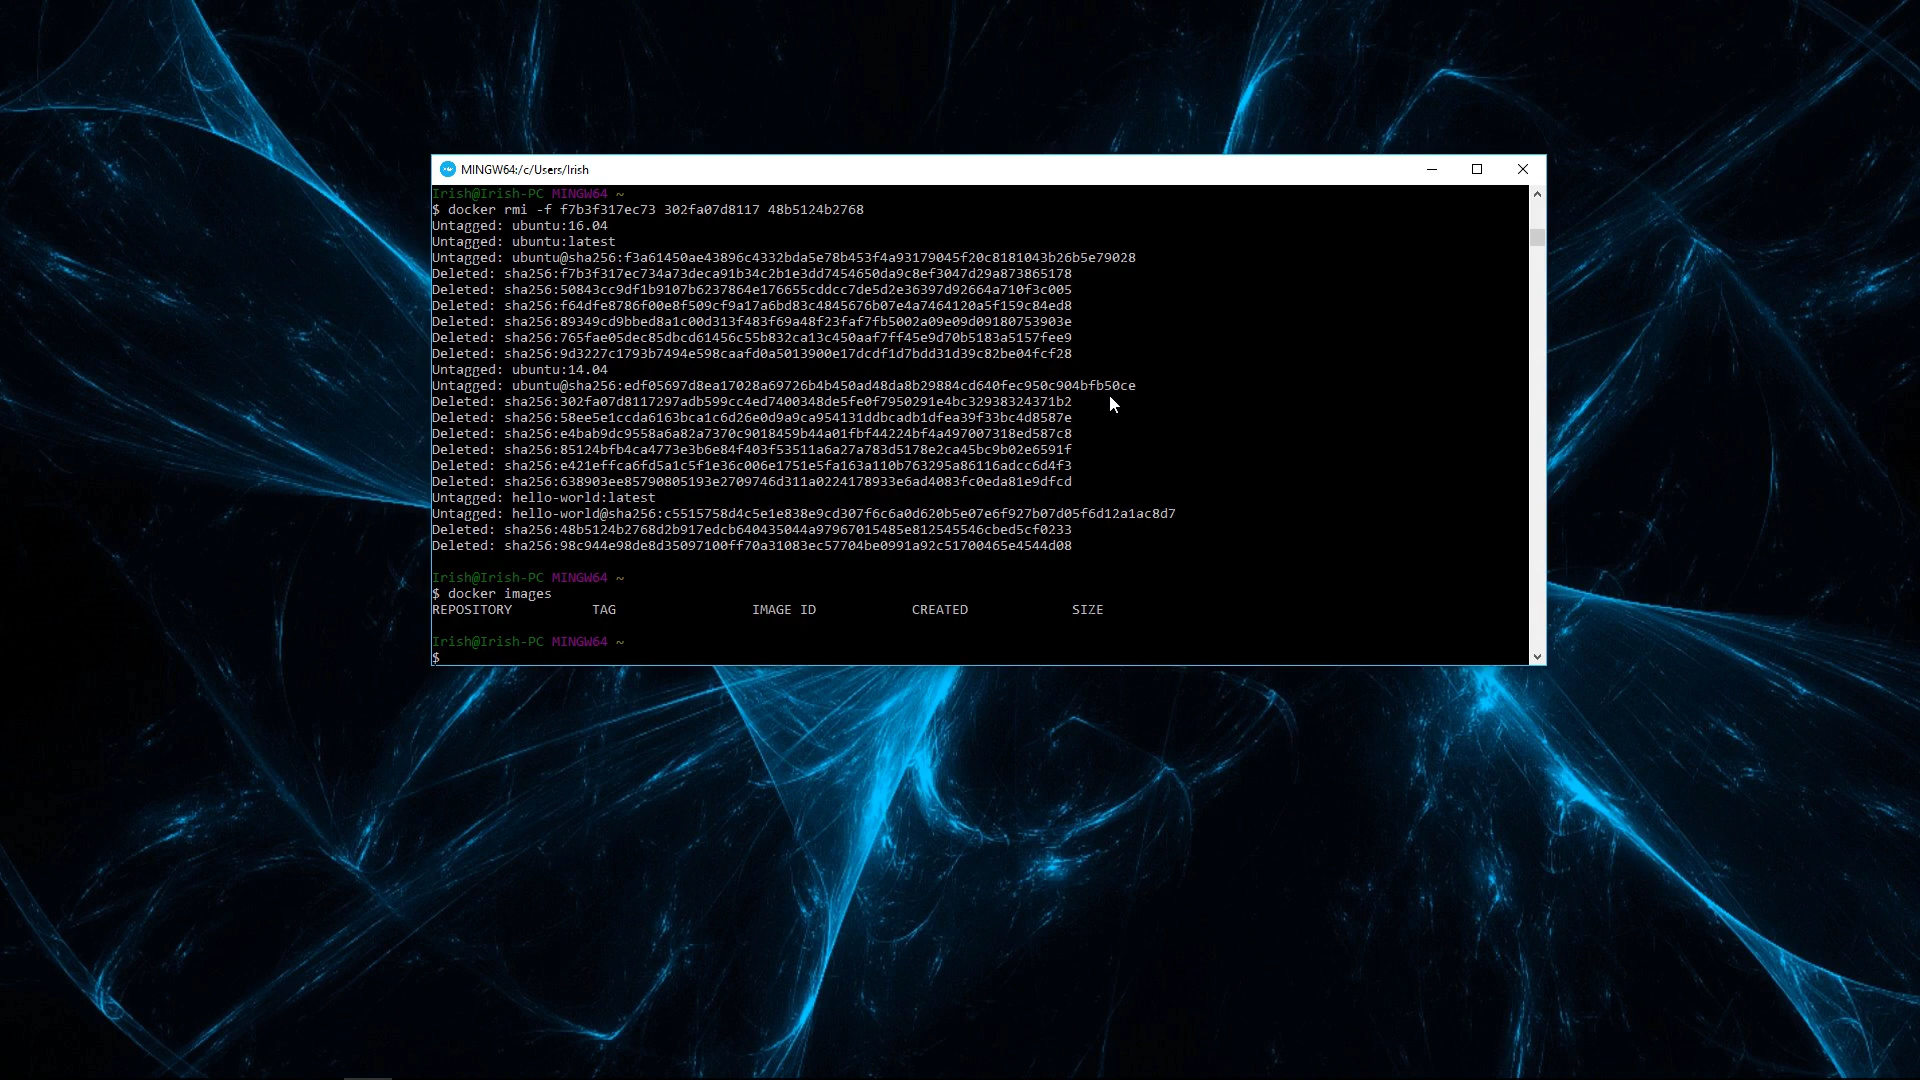 MINGW64:/c/Users/Irish
Irish@Irish-PC MINGW64 ~
$ docker rmi -f f7b3f317ec73 302fa07d8117 48b5124b2768
Untagged: ubuntu:16.04
Untagged: ubuntu:latest
Untagged: ubuntu@sha256:f3a61450ae43896c4332bda5e78b453f4a93179045f20c8181043b26b5e79028
Deleted: sha256:f7b3f317ec734a73deca91b34c2b1e3dd7454650da9c8ef3047d29a873865178
Deleted: sha256:50843cc9df1b9107b6237864e176655cddcc7de5d2e36397d92664a710f3c005
Deleted: sha256:f64dfe8786f00e8f509cf9a17a6bd83c4845676b07e4a7464120a5f159c84ed8
Deleted: sha256:89349cd9bbed8a1c00d313f483f69a48f23faf7fb5002a09e09d09180753903e
Deleted: sha256:765fae05dec85dbcd61456c55b832ca13c450aaf7ff45e9d70b5183a5157fee9
Deleted: sha256:9d3227c1793b7494e598caafd0a5013900e17dcdf1d7bdd31d39c82be04fcf28
Untagged: ubuntu:14.04
Untagged: ubuntu@sha256:edf05697d8ea17028a69726b4b450ad48da8b29884cd640fec950c904bfb50ce
Deleted: sha256:302fa07d8117297adb599cc4ed7400348de5fe0f7950291e4bc32938324371b2
Deleted: sha256:58ee5e1ccda6163bca1c6d26e0d9a9ca954131ddbcadb1dfea39f33bc4d8587e
Deleted: sha256:e4bab9dc9558a6a82a7370c9018459b44a01fbf44224bf4a497007318ed587c8
Deleted: sha256:85124bfb4ca4773e3b6e84f403f53511a6a27a783d5178e2ca45bc9b02e6591f
Deleted: sha256:e421effca6fd5a1c5f1e36c006e1751e5fa163a110b763295a86116adcc6d4f3
Deleted: sha256:638903ee85790805193e2709746d311a0224178933e6ad4083fc0eda81e9dfcd
Untagged: hello-world:latest
Untagged: hello-world@sha256:c5515758d4c5e1e838e9cd307f6c6a0d620b5e07e6f927b07d05f6d12a1ac8d7
Deleted: sha256:48b5124b2768d2b917edcb640435044a97967015485e812545546cbed5cf0233
Deleted: sha256:98c944e98de8d35097100ff70a31083ec57704be0991a92c51700465e4544d08
Irish@Irish-PC MINGW64 ~
$ docker images
REPOSITORY TAG IMAGE ID CREATED SIZE
Irish@Irish-PC MINGW64 ~
$